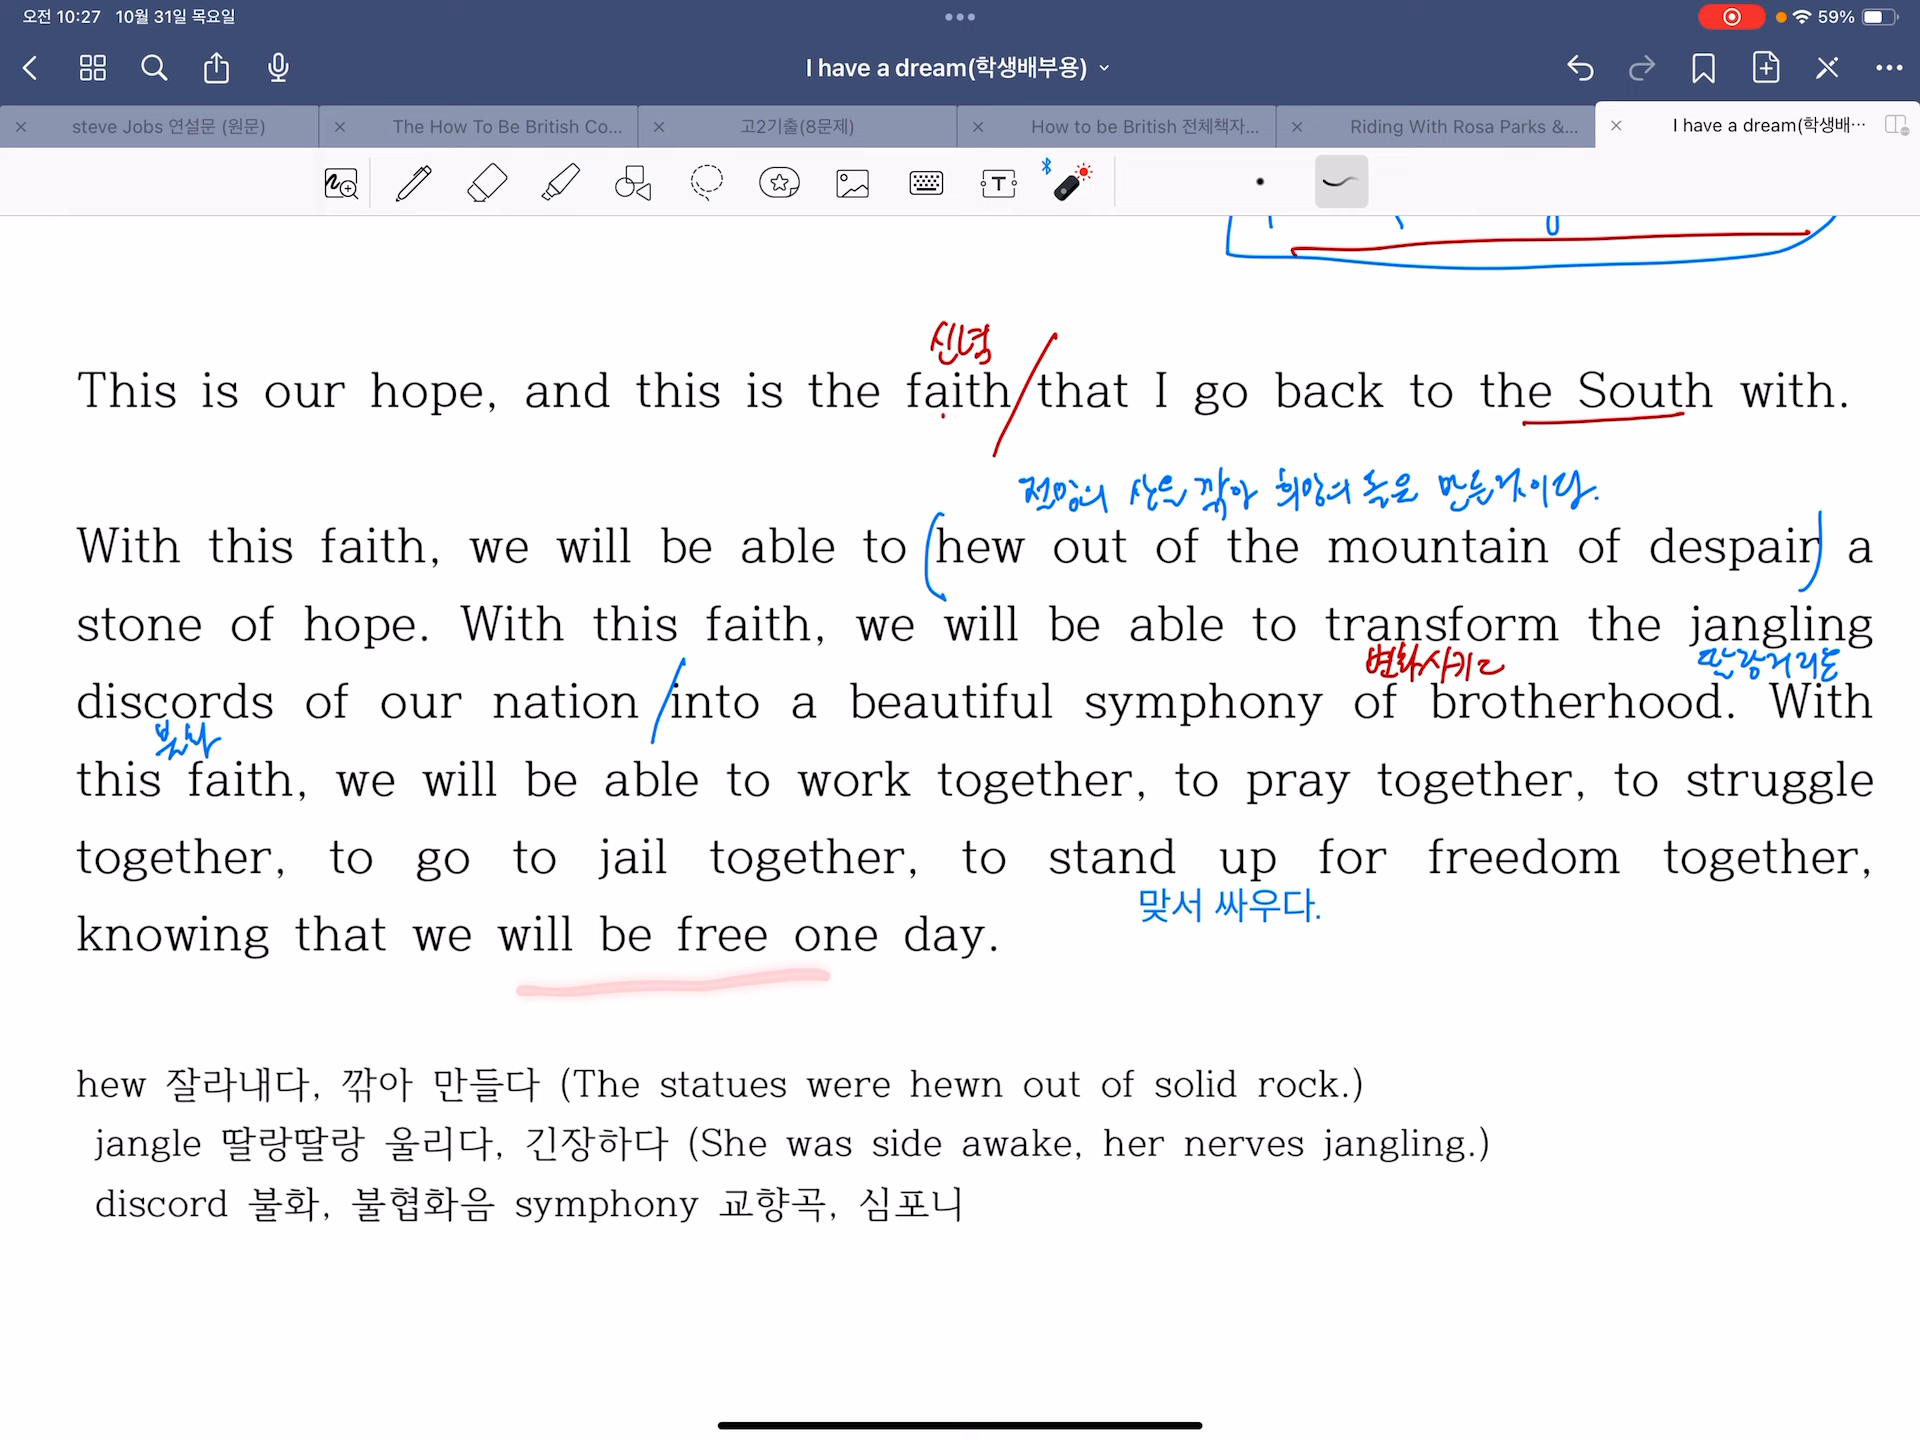 오전 10:27 10월 31일 목요일
59%
I have a dream(학생배부용)
steve Jobs 연설문 (원문)
The How To Be British Co...
고2기출(8문제)
How to be British 전체책자...
Riding With Rosa Parks &...
I have a dream(학생배…
신념
This is our hope, and this is the faith that I go back to the South with.
절망의 산을 깎아 희망의 돌을 만든것이다.
With this faith, we will be able to (hew out of the mountain of despair) a
stone of hope. With this faith, we will be able to transform the jangling
변화시키고 딸랑거리는
discords of our nation / into a beautiful symphony of brotherhood. With
불화
this faith, we will be able to work together, to pray together, to struggle
together, to go to jail together, to stand up for freedom together,
맞서 싸우다.
knowing that we will be free one day.
hew 잘라내다, 깎아 만들다 (The statues were hewn out of solid rock.)
jangle 딸랑딸랑 울리다, 긴장하다 (She was side awake, her nerves jangling.)
discord 불화, 불협화음 symphony 교향곡, 심포니